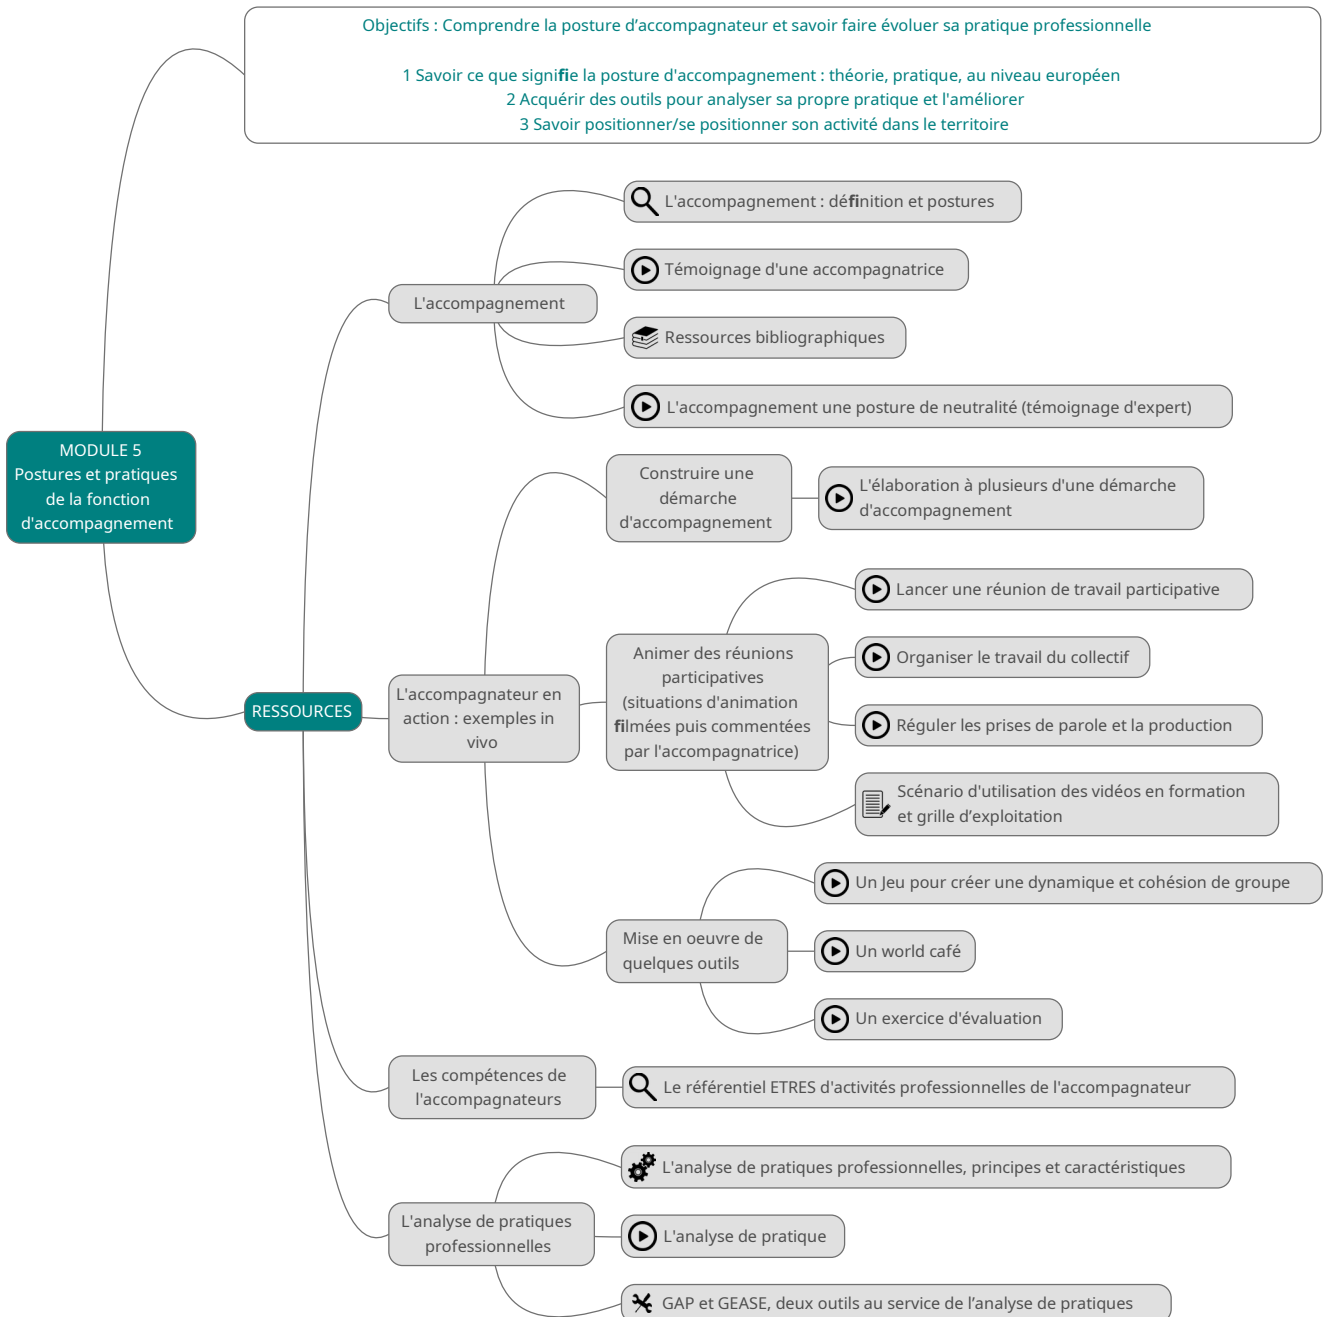 Objectifs : Comprendre la posture d’accompagnateur et savoir faire évoluer sa pratique professionnelle
1 Savoir ce que signifie la posture d'accompagnement : théorie, pratique, au niveau européen
2 Acquérir des outils pour analyser sa propre pratique et l'améliorer
3 Savoir positionner/se positionner son activité dans le territoire
MODULE 5
Postures et pratiques
de la fonction
d'accompagnement
RESSOURCES
L'accompagnement
L'accompagnement : définition et postures
Témoignage d'une accompagnatrice
Ressources bibliographiques
L'accompagnement une posture de neutralité (témoignage d'expert)
L'accompagnateur en
action : exemples in
vivo
Construire une
démarche
d'accompagnement
L'élaboration à plusieurs d'une démarche
d'accompagnement
Animer des réunions
participatives
(situations d'animation
filmées puis commentées
par l'accompagnatrice)
Lancer une réunion de travail participative
Organiser le travail du collectif
Réguler les prises de parole et la production
Scénario d'utilisation des vidéos en formation
et grille d’exploitation
Mise en oeuvre de
quelques outils
Un Jeu pour créer une dynamique et cohésion de groupe
Un world café
Un exercice d'évaluation
Les compétences de
l'accompagnateurs
Le référentiel ETRES d'activités professionnelles de l'accompagnateur
L'analyse de pratiques
professionnelles
L'analyse de pratiques professionnelles, principes et caractéristiques
L'analyse de pratique
GAP et GEASE, deux outils au service de l’analyse de pratiques